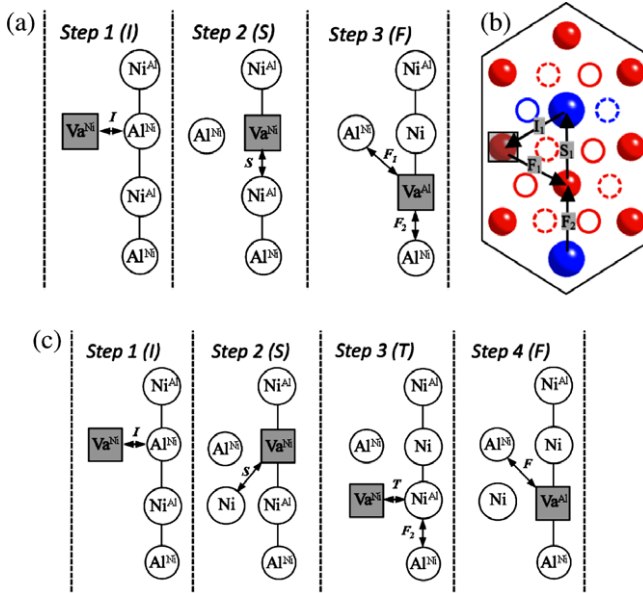 (a)
Step 1 (I)
Step 2 (S)
Step 3 (F)
Ni^Al
Ni^Al
Ni^Al
Va^Ni
I
Al^Ni
Al^Ni
Va^Ni
Al^Ni
Ni
S
F1
Ni^Al
Ni^Al
Va^Al
F2
Al^Ni
Al^Ni
Al^Ni
(b)
I1
S1
F1
F2
(c)
Step 1 (I)
Step 2 (S)
Step 3 (T)
Step 4 (F)
Ni^Al
Ni^Al
Ni^Al
Ni^Al
Va^Ni
I
Al^Ni
Al^Ni
Va^Ni
Al^Ni
Ni
Al^Ni
Ni
S
T
F
Ni^Al
Ni
Ni^Al
Va^Ni
Ni^Al
Ni
Va^Al
F2
Al^Ni
Al^Ni
Al^Ni
Al^Ni